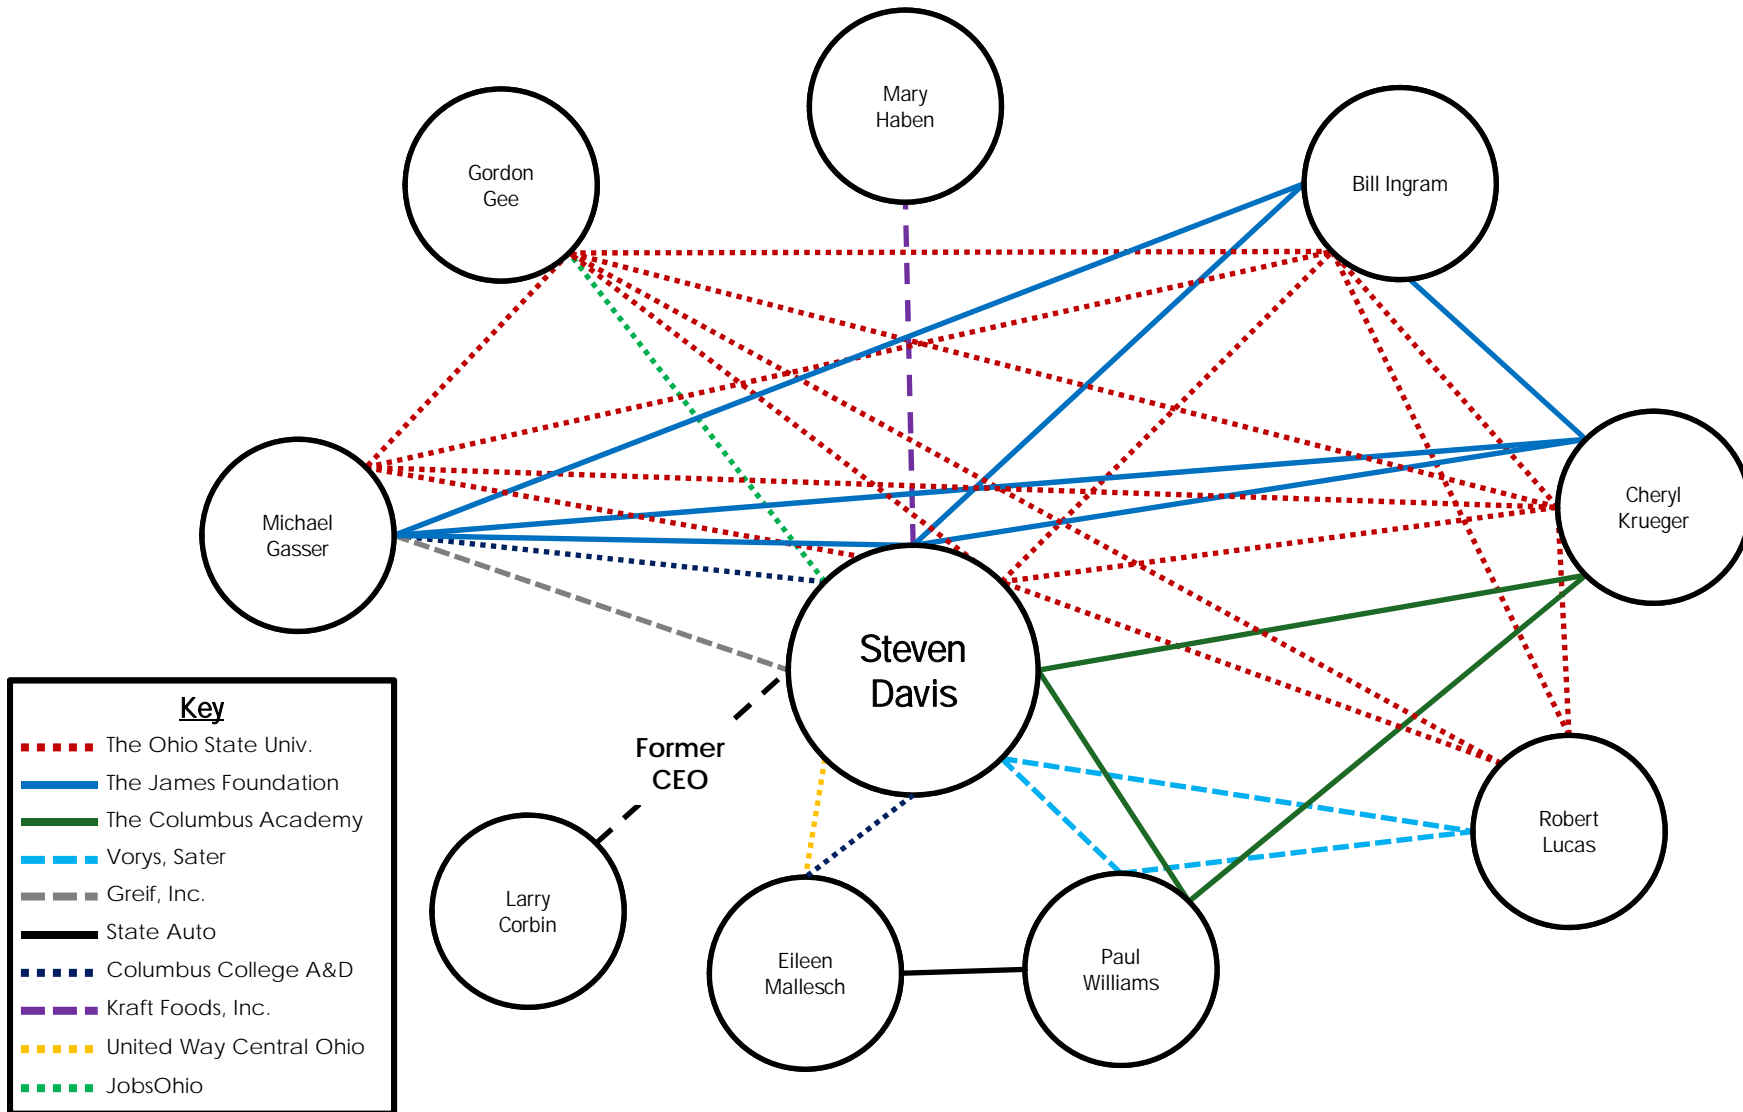 Mary
Haben
Gordon
Gee
Bill Ingram
Michael
Gasser
Cheryl
Krueger
Steven
Davis
Former
CEO
Robert
Lucas
Larry
Corbin
Eileen
Mallesch
Paul
Williams
Key
The Ohio State Univ.
The James Foundation
The Columbus Academy
Vorys, Sater
Greif, Inc.
State Auto
Columbus College A&D
Kraft Foods, Inc.
United Way Central Ohio
JobsOhio